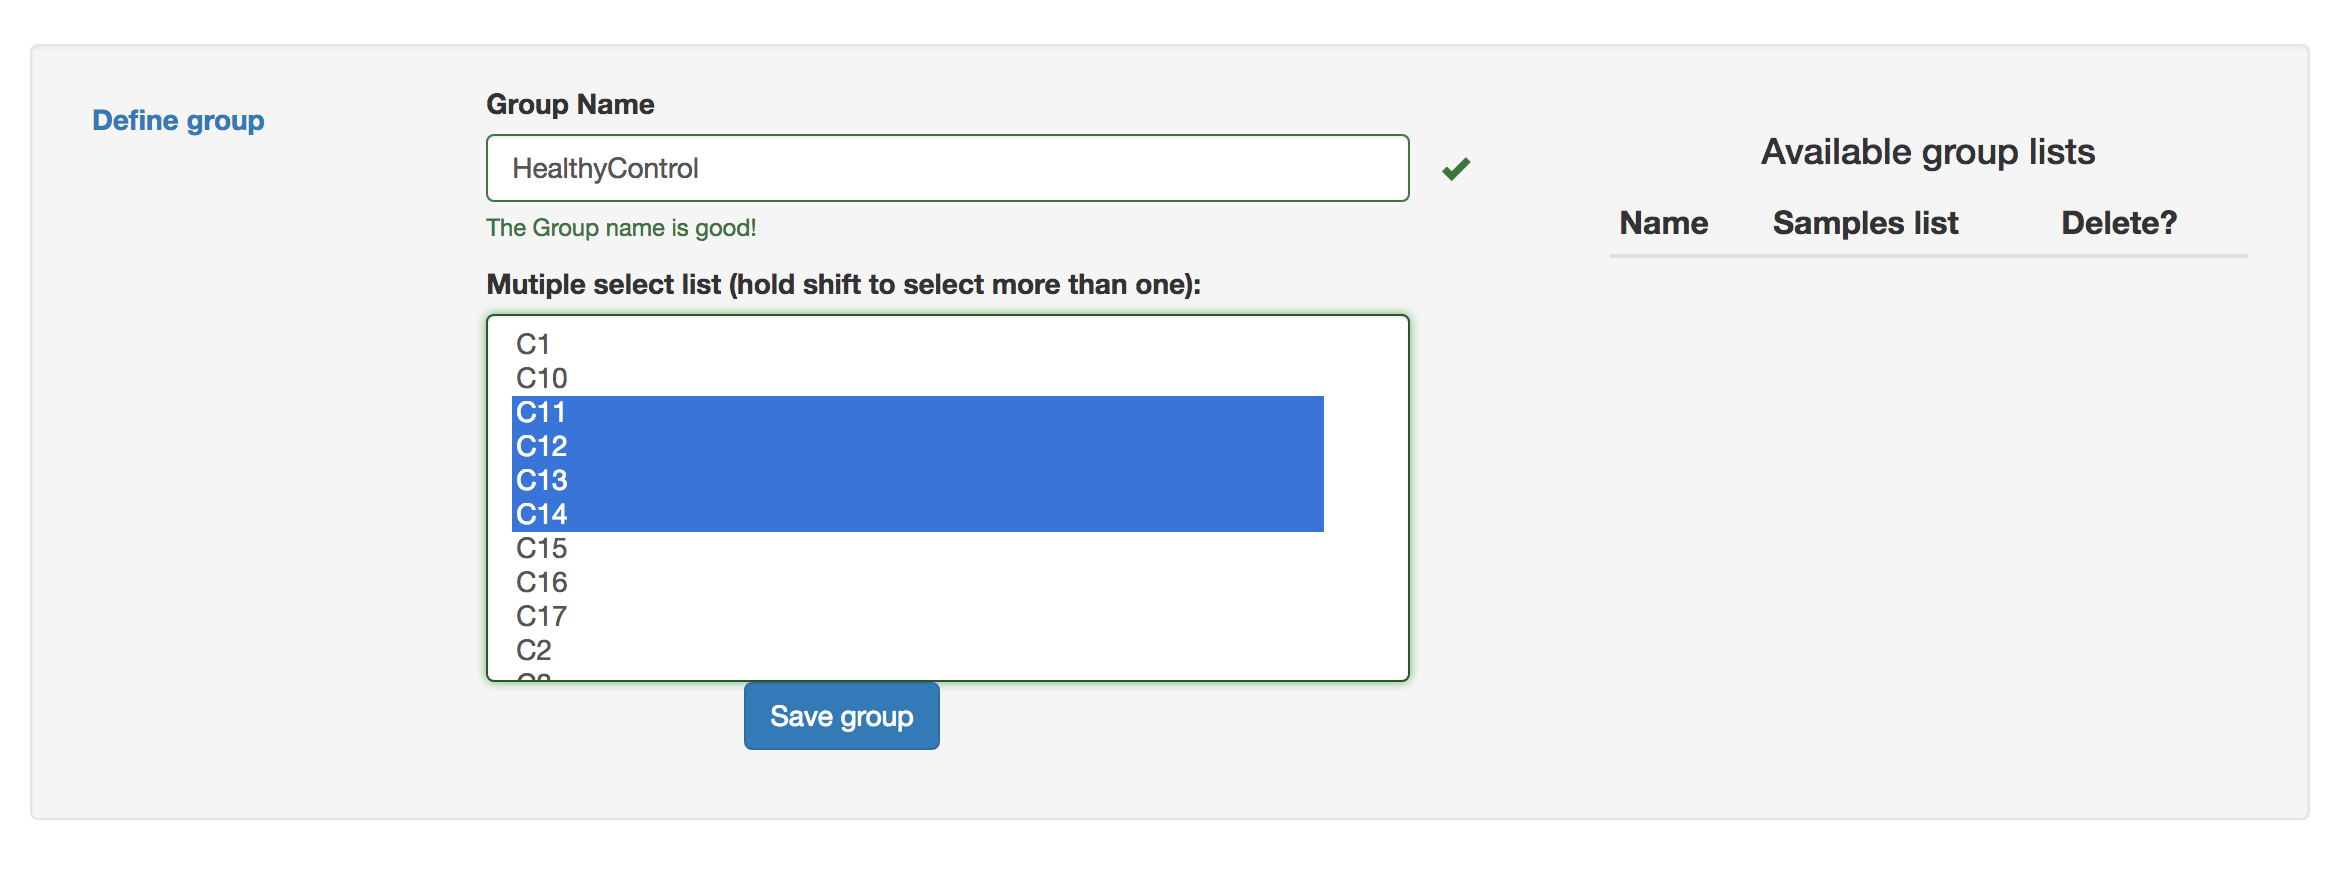 Define group
Group Name
HealthyControl
The Group name is good!
Mutiple select list (hold shift to select more than one):
C1
C10
C11
C12
C13
C14
C15
C16
C17
C2
Save group
Available group lists
Name Samples list Delete?